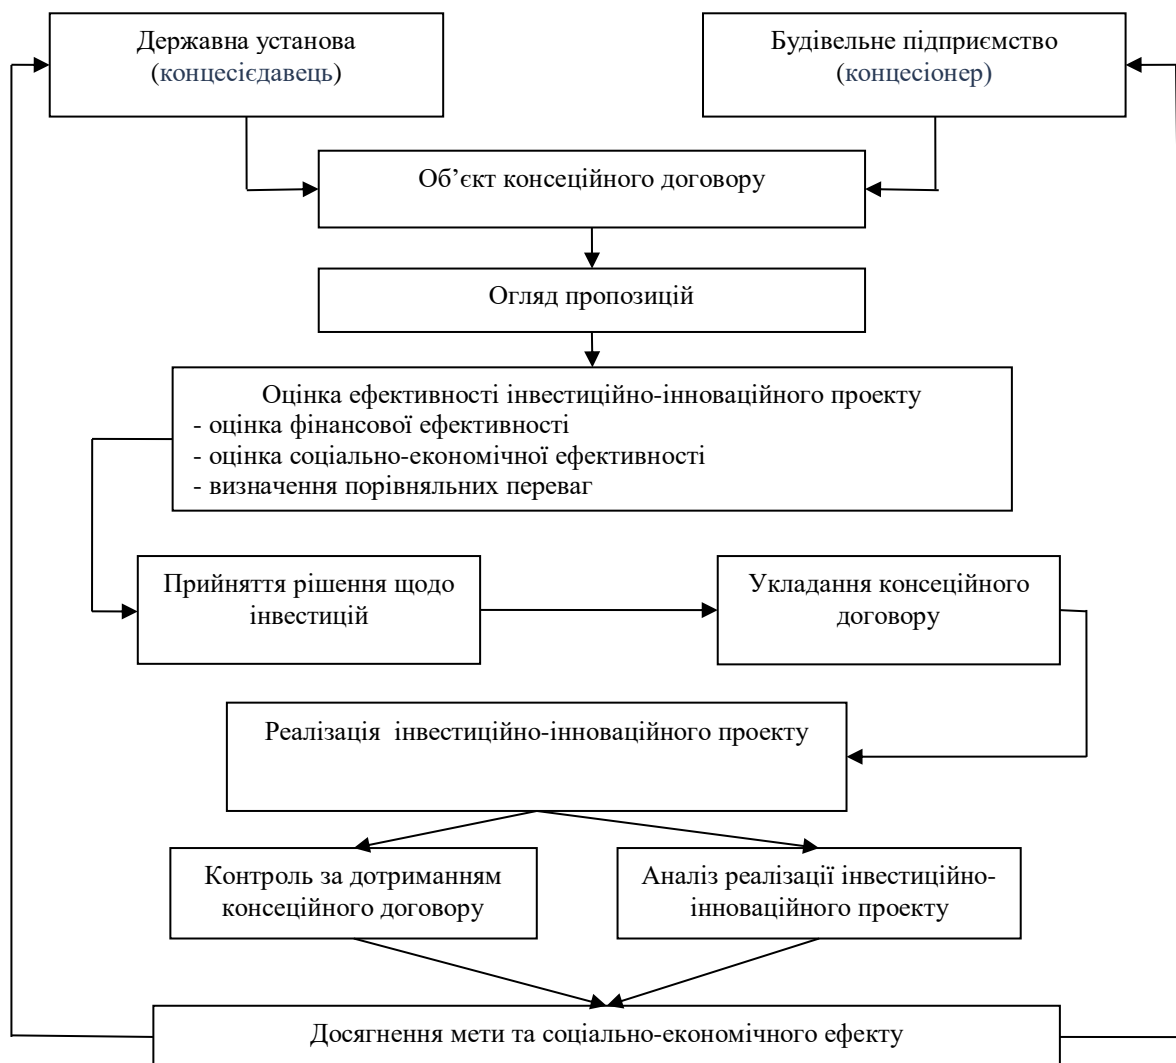 Державна установа
(концесієдавець)
Будівельне підприємство
(концесіонер)
Об’єкт консеційного договору
Огляд пропозицій
Оцінка ефективності інвестиційно-інноваційного проекту
- оцінка фінансової ефективності
- оцінка соціально-економічної ефективності
- визначення порівняльних переваг
Прийняття рішення щодо
інвестицій
Укладання консеційного
договору
Реалізація інвестиційно-інноваційного проекту
Контроль за дотриманням
консеційного договору
Аналіз реалізації інвестиційно-
інноваційного проекту
Досягнення мети та соціально-економічного ефекту